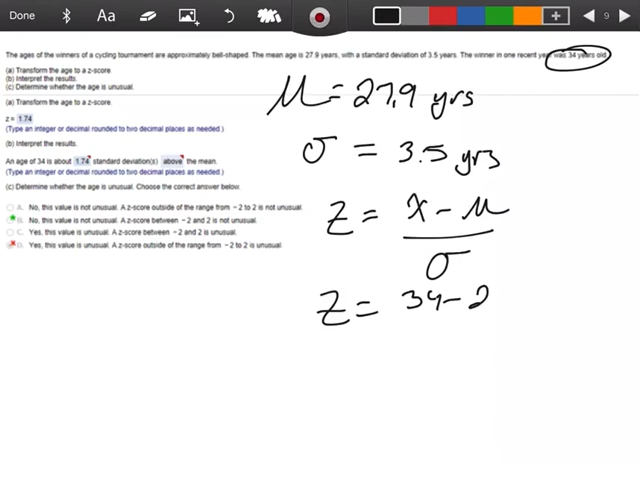 Done
Aa
9
The ages of the winners of a cycling tournament are approximately bell-shaped. The mean age is 27.9 years, with a standard deviation of 3.5 years. The winner in one recent year was 34 years old.
(a) Transform the age to a z-score.
(b) Interpret the results.
(c) Determine whether the age is unusual.
(a) Transform the age to a z-score.
z = 1.74
(Type an integer or decimal rounded to two decimal places as needed.)
(b) Interpret the results.
An age of 34 is about 1.74 standard deviation(s) above the mean.
(Type an integer or decimal rounded to two decimal places as needed.)
(c) Determine whether the age is unusual. Choose the correct answer below.
A. No, this value is not unusual. A z-score outside of the range from −2 to 2 is not unusual.
B. No, this value is not unusual. A z-score between −2 and 2 is not unusual.
C. Yes, this value is unusual. A z-score between −2 and 2 is unusual.
D. Yes, this value is unusual. A z-score outside of the range from −2 to 2 is unusual.
μ = 27.9 yrs
σ = 3.5 yrs
z = x − μ
σ
z = 34 − 2